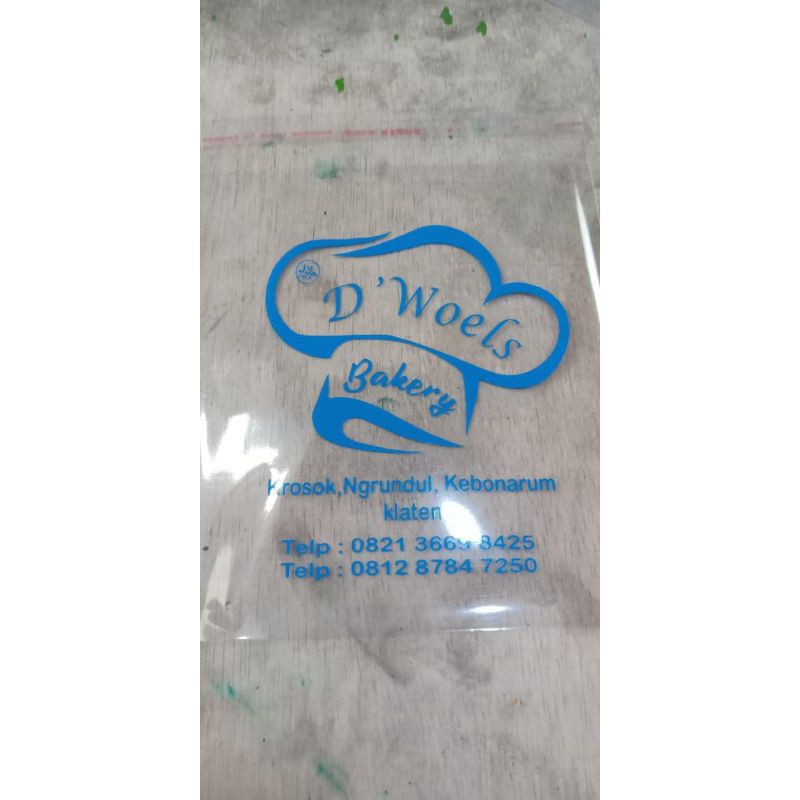 D'Woels
Bakery
Krosok,Ngrundul, Kebonarum
klaten
Telp : 0821 3669 8425
Telp : 0812 8784 7250